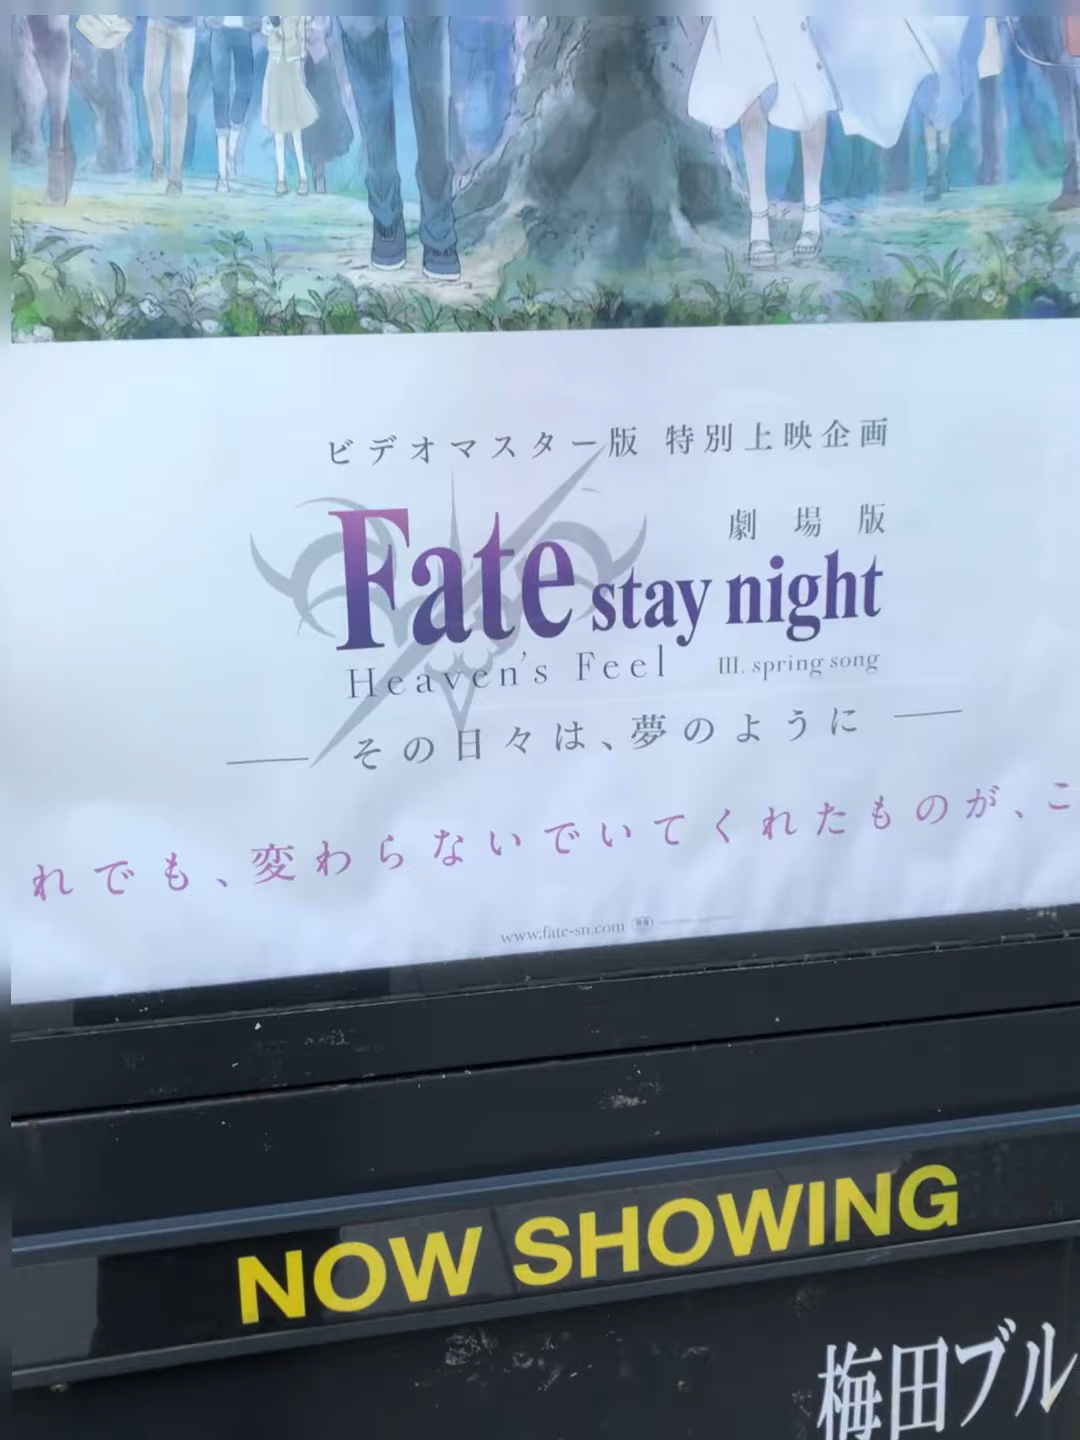 ビデオマスター版 特別上映企画
劇場版
Fate stay night
Heaven's Feel III. spring song
その日々は、夢のように
れでも、変わらないでいてくれたものが、こ
www.fate-sn.com
NOW SHOWING
梅田ブル